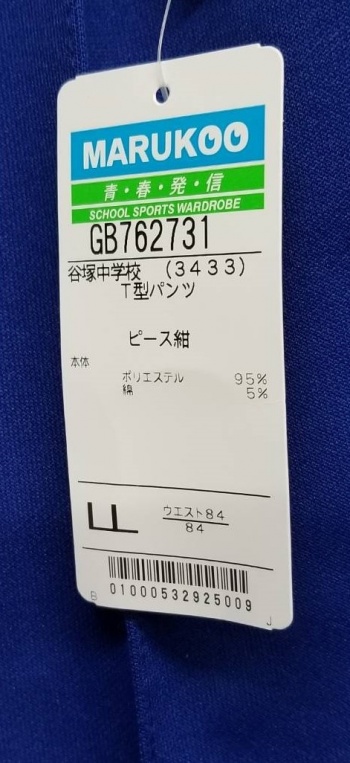 MARUKOO
青・春・発・信
SCHOOL SPORTS WARDROBE
GB762731
谷塚中学校 (3433)
T型パンツ
ピース紺
本体
ポリエステル 95%
綿 5%
LL
ウエスト84
84
B 01000532925009 J